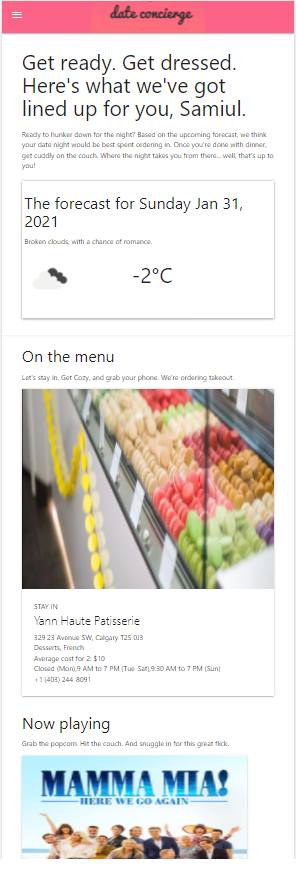 date concierge
Get ready. Get dressed.
Here's what we've got
lined up for you, Samiul.
Ready to hunker down for the night? Based on the upcoming forecast, we think
your date night would be best spent ordering in. Once you're done with dinner,
get cuddly on the couch. Where the night takes you from there... well, that's up to
you!
The forecast for Sunday Jan 31,
2021
Broken clouds, with a chance of romance.
-2°C
On the menu
Let's stay in. Get Cozy, and grab your phone. We're ordering takeout.
STAY IN
Yann Haute Patisserie
329 23 Avenue SW, Calgary T2S 0J3
Desserts, French
Average cost for 2: $10
Closed (Mon),9 AM to 7 PM (Tue-Sat),9:30 AM to 7 PM (Sun)
+1 (403) 244-8091
Now playing
Grab the popcorn. Hit the couch. And snuggle in for this great flick.
MAMMA MIA!
HERE WE GO AGAIN